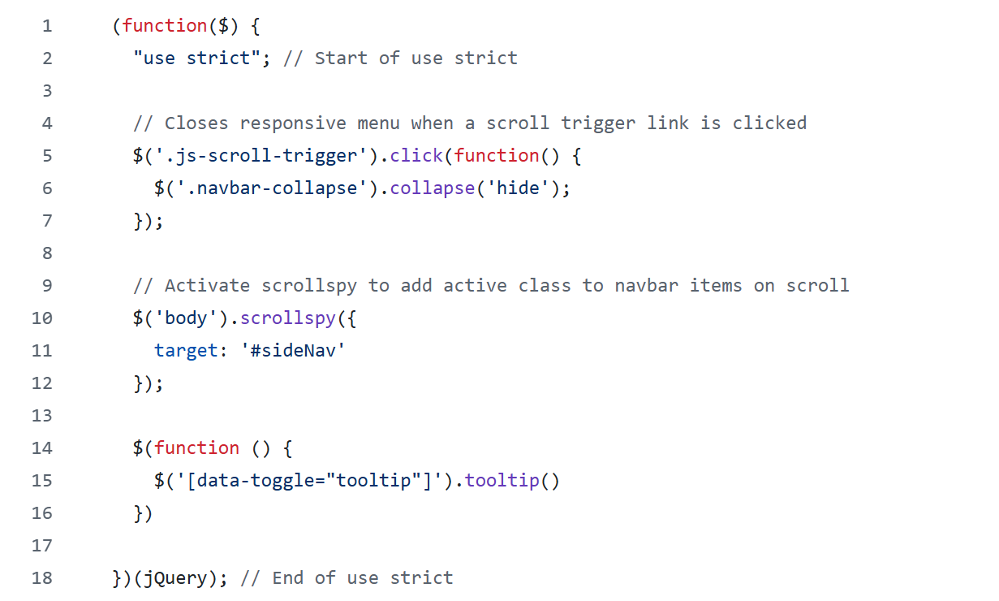 1 (function($) {
2 "use strict"; // Start of use strict
3
4 // Closes responsive menu when a scroll trigger link is clicked
5 $('.js-scroll-trigger').click(function() {
6 $('.navbar-collapse').collapse('hide');
7 });
8
9 // Activate scrollspy to add active class to navbar items on scroll
10 $('body').scrollspy({
11 target: '#sideNav'
12 });
13
14 $(function () {
15 $('[data-toggle="tooltip"]').tooltip()
16 })
17
18 })(jQuery); // End of use strict